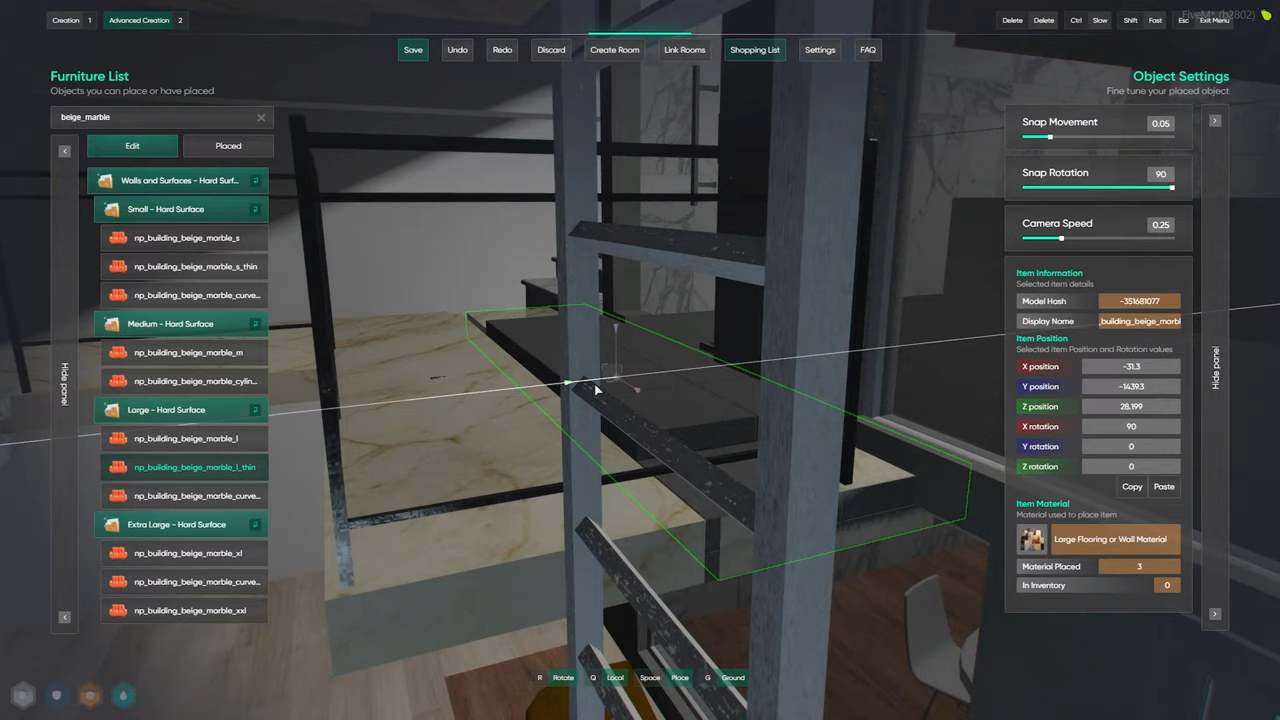 Creation 1 Advanced Creation 2
FiveM* (b2802)
Delete Delete Ctrl Slow Shift Fast Esc Exit Menu
Save Undo Redo Discard Create Room Link Rooms Shopping List Settings FAQ
Furniture List
Objects you can place or have placed
beige_marble
Edit Placed
Walls and Surfaces - Hard Surf...
Small - Hard Surface
np_building_beige_marble_s
np_building_beige_marble_s_thin
np_building_beige_marble_curve...
Medium - Hard Surface
np_building_beige_marble_m
np_building_beige_marble_cylin...
Large - Hard Surface
np_building_beige_marble_l
np_building_beige_marble_l_thin
np_building_beige_marble_curve...
Extra Large - Hard Surface
np_building_beige_marble_xl
np_building_beige_marble_curve...
np_building_beige_marble_xxl
Hide panel
R Rotate Q Local Space Place G Ground
Object Settings
Fine tune your placed object
Snap Movement 0.05
Snap Rotation 90
Camera Speed 0.25
Item Information
Selected item details
Model Hash -351681077
Display Name _building_beige_marbl
Item Position
Selected item Position and Rotation values
X position -31.3
Y position -1439.3
Z position 28.199
X rotation 90
Y rotation 0
Z rotation 0
Copy Paste
Item Material
Material used to place item
Large Flooring or Wall Material
Material Placed 3
In Inventory 0
Hide panel